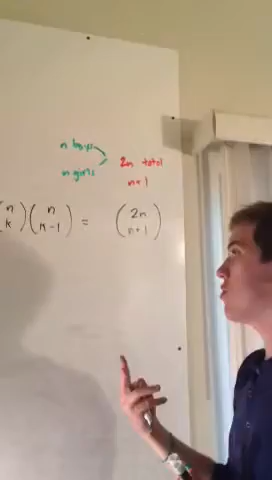 n boys
2n total
n girls
n+1
(n k)(n k-1) = (2n n+1)